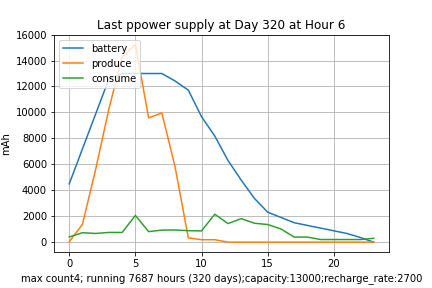 Last ppower supply at Day 320 at Hour 6
16000
14000
12000
10000
8000
6000
4000
2000
0
mAh
battery
produce
consume
0
5
10
15
20
max count4; running 7687 hours (320 days);capacity:13000;recharge_rate:2700